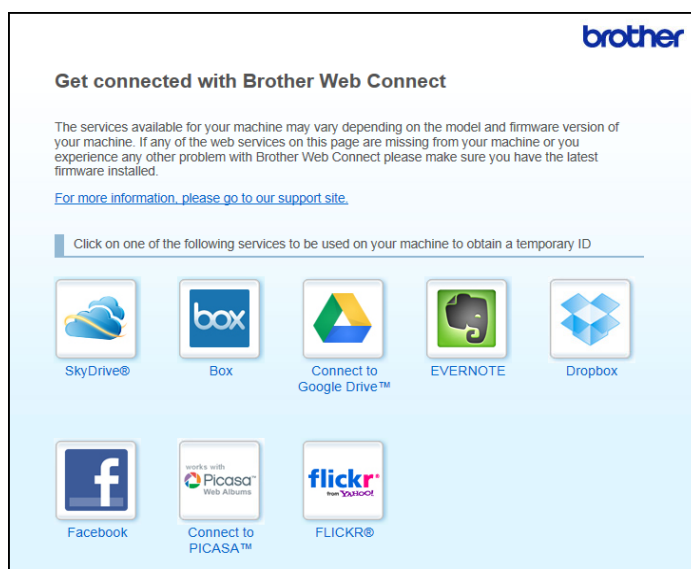 brother
Get connected with Brother Web Connect
The services available for your machine may vary depending on the model and firmware version of
your machine. If any of the web services on this page are missing from your machine or you
experience any other problem with Brother Web Connect please make sure you have the latest
firmware installed.
For more information, please go to our support site.
Click on one of the following services to be used on your machine to obtain a temporary ID
box
SkyDrive®
Box
Connect to
Google Drive™
EVERNOTE
Dropbox
f
works with
Picasa™
Web Albums
flickr®
from YAHOO!
Facebook
Connect to
PICASA™
FLICKR®